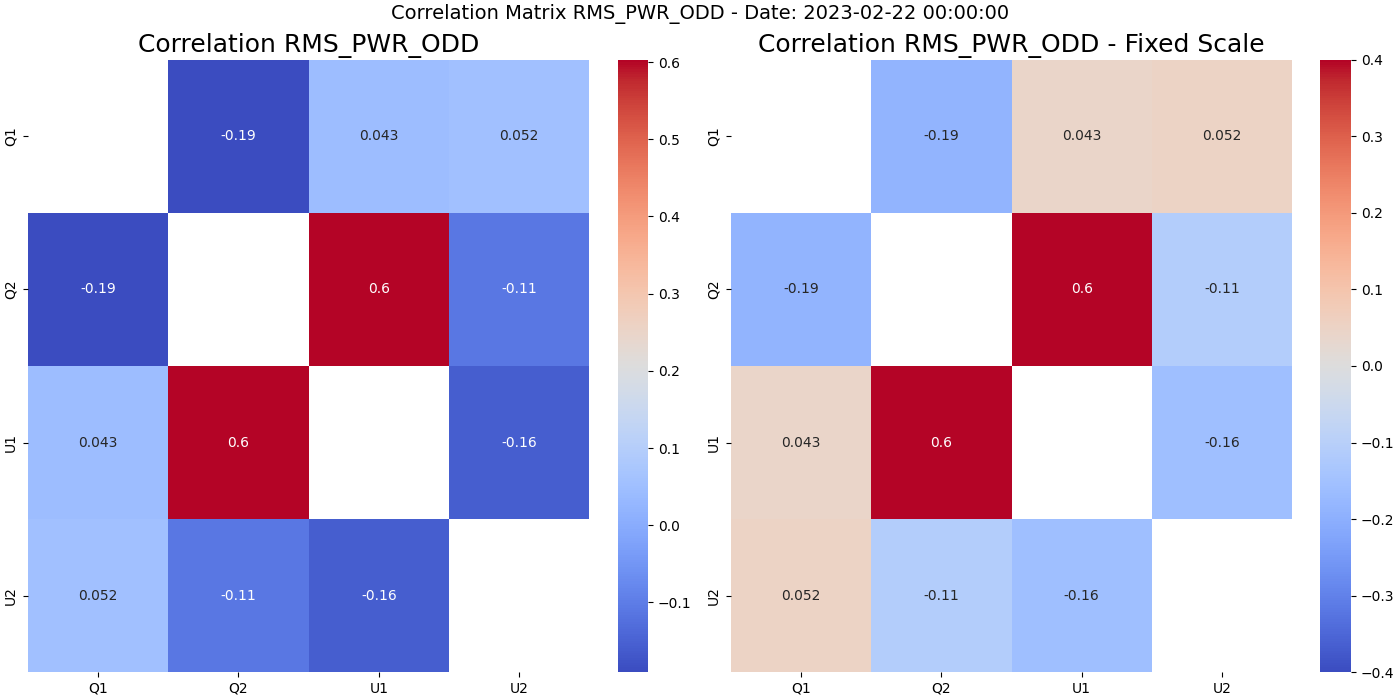 Correlation Matrix RMS_PWR_ODD - Date: 2023-02-22 00:00:00
Correlation RMS_PWR_ODD
Q1
-0.19
0.043
0.052
Q2
-0.19
0.6
-0.11
U1
0.043
0.6
-0.16
U2
0.052
-0.11
-0.16
Q1
Q2
U1
U2
0.6
0.5
0.4
0.3
0.2
0.1
0.0
−0.1
Correlation RMS_PWR_ODD - Fixed Scale
Q1
-0.19
0.043
0.052
Q2
-0.19
0.6
-0.11
U1
0.043
0.6
-0.16
U2
0.052
-0.11
-0.16
Q1
Q2
U1
U2
0.4
0.3
0.2
0.1
0.0
−0.1
−0.2
−0.3
−0.4